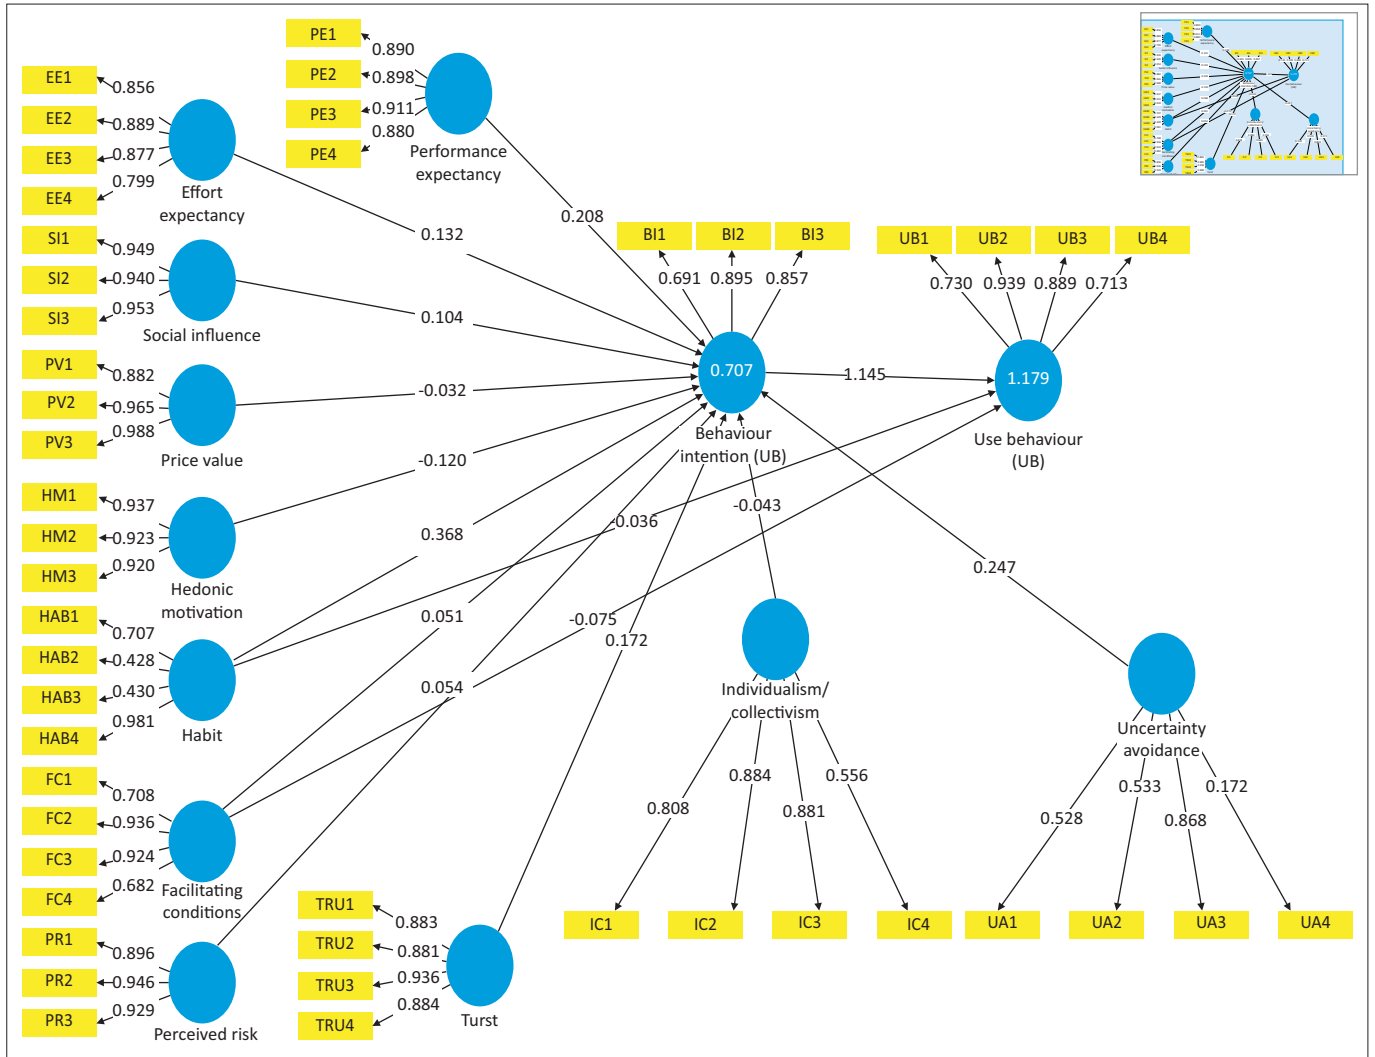 PE1
0.890
PE2
0.898
PE3
0.911
PE4
0.880
Performance
expectancy
EE1
0.856
EE2
0.889
EE3
0.877
EE4
0.799
Effort
expectancy
SI1
0.949
SI2
0.940
SI3
0.953
Social influence
PV1
0.882
PV2
0.965
PV3
0.988
Price value
HM1
0.937
HM2
0.923
HM3
0.920
Hedonic
motivation
HAB1
0.707
HAB2
0.428
HAB3
0.430
HAB4
0.981
Habit
FC1
0.708
FC2
0.936
FC3
0.924
FC4
0.682
Facilitating
conditions
PR1
0.896
PR2
0.946
PR3
0.929
Perceived risk
TRU1
0.883
TRU2
0.881
TRU3
0.936
TRU4
0.884
Turst
0.208
0.132
0.104
-0.032
-0.120
0.368
-0.036
0.051
-0.075
0.054
0.172
-0.043
0.247
1.145
BI1
BI2
BI3
0.691
0.895
0.857
0.707
Behaviour
intention (UB)
UB1
UB2
UB3
UB4
0.730
0.939
0.889
0.713
1.179
Use behaviour
(UB)
Individualism/
collectivism
0.808
0.884
0.881
0.556
IC1
IC2
IC3
IC4
Uncertainty
avoidance
0.528
0.533
0.868
0.172
UA1
UA2
UA3
UA4